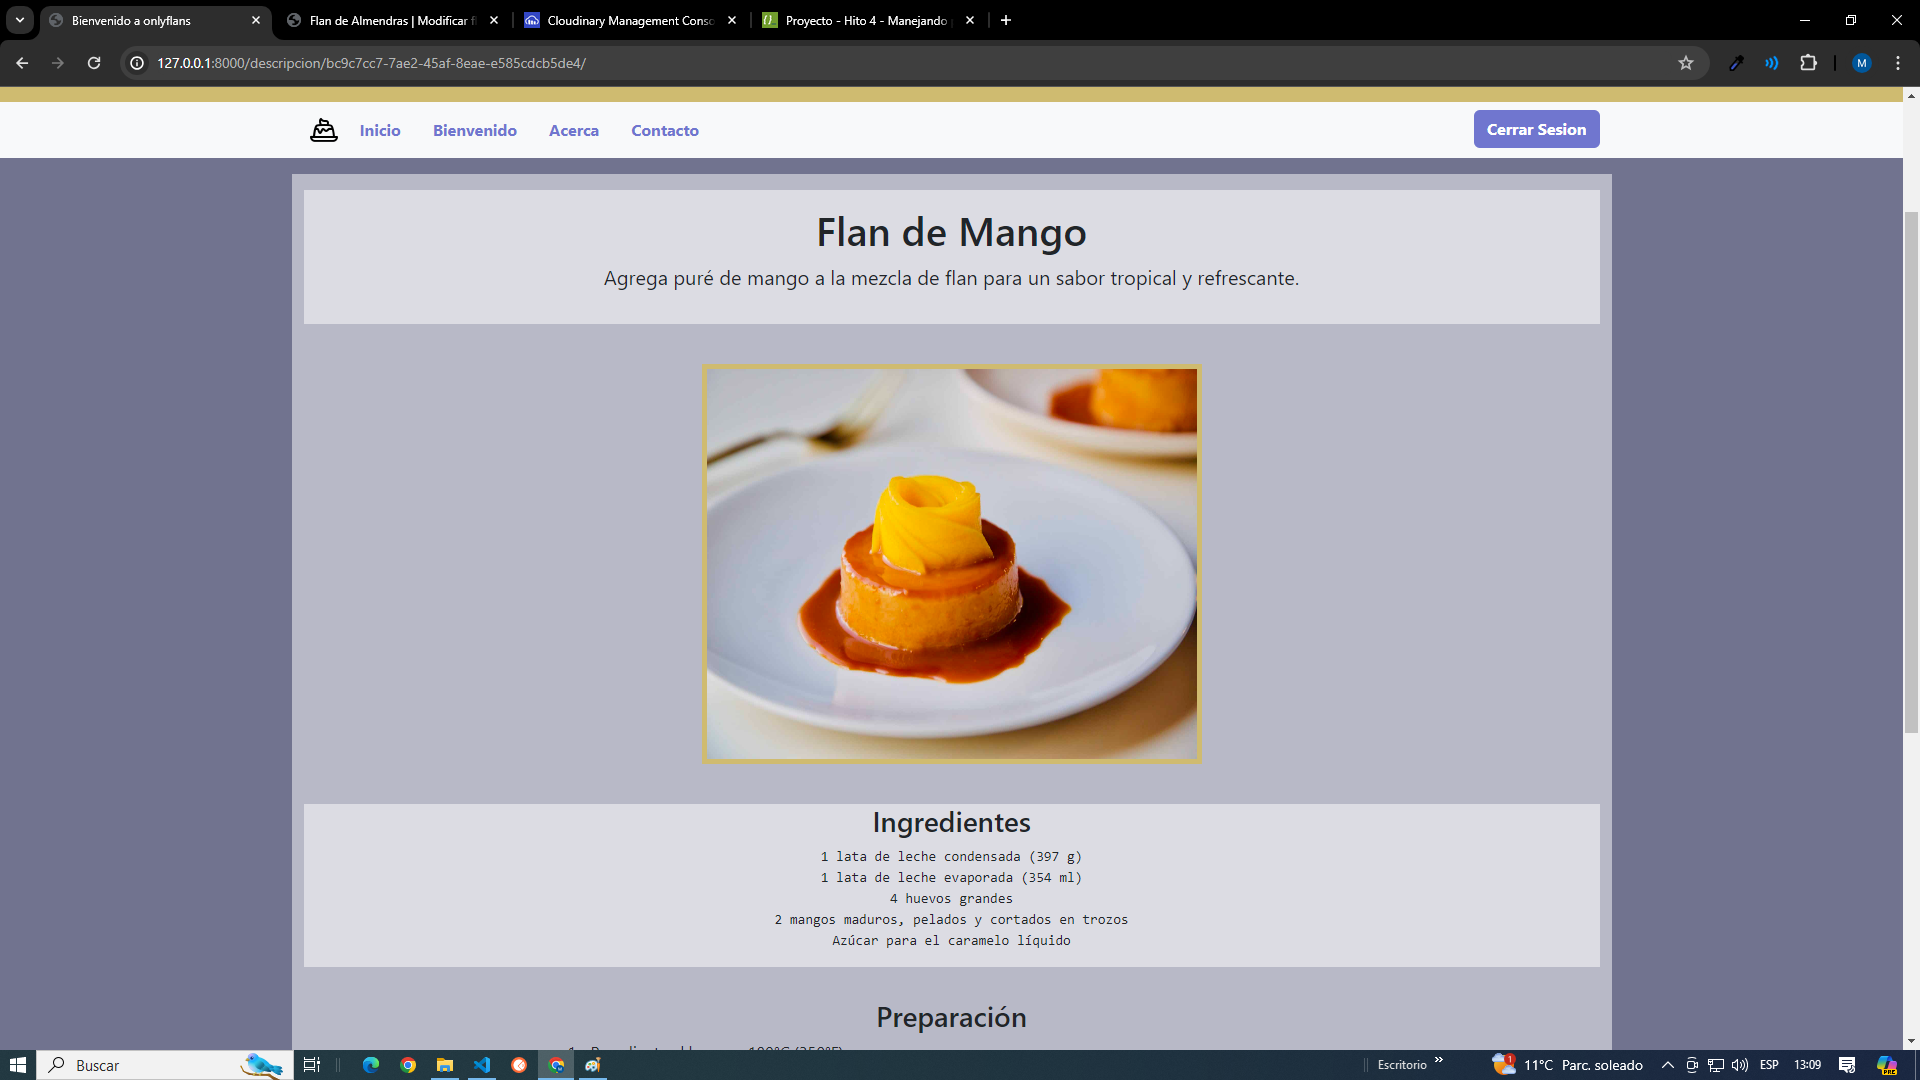 Bienvenido a onlyflans
Flan de Almendras | Modificar f
Cloudinary Management Conso
Proyecto - Hito 4 - Manejando
127.0.0.1:8000/descripcion/bc9c7cc7-7ae2-45af-8eae-e585cdcb5de4/
M
Inicio
Bienvenido
Acerca
Contacto
Cerrar Sesion
Flan de Mango
Agrega puré de mango a la mezcla de flan para un sabor tropical y refrescante.
Ingredientes
1 lata de leche condensada (397 g)
1 lata de leche evaporada (354 ml)
4 huevos grandes
2 mangos maduros, pelados y cortados en trozos
Azúcar para el caramelo líquido
Preparación
Buscar
Escritorio
1
11°C Parc. soleado
ESP
13:09
PRE